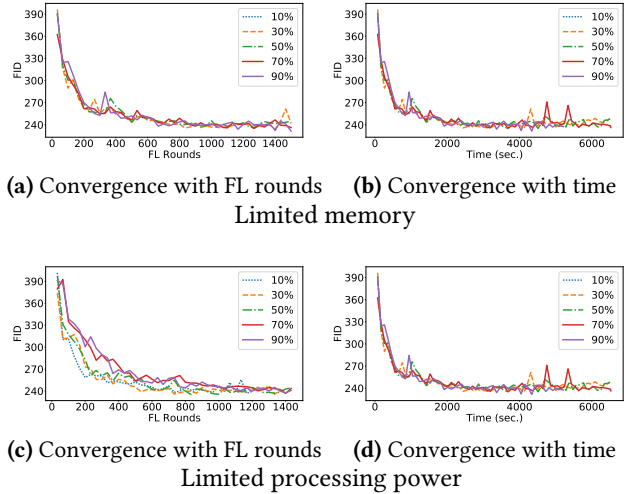 390
360
330
300
270
240
FID
0 200 400 600 800 1000 1200 1400
FL Rounds
10%
30%
50%
70%
90%
390
360
330
300
270
240
FID
0 2000 4000 6000
Time (sec.)
10%
30%
50%
70%
90%
(a) Convergence with FL rounds (b) Convergence with time
Limited memory
390
360
330
300
270
240
FID
0 200 400 600 800 1000 1200 1400
FL Rounds
10%
30%
50%
70%
90%
390
360
330
300
270
240
FID
0 2000 4000 6000
Time (sec.)
10%
30%
50%
70%
90%
(c) Convergence with FL rounds (d) Convergence with time
Limited processing power